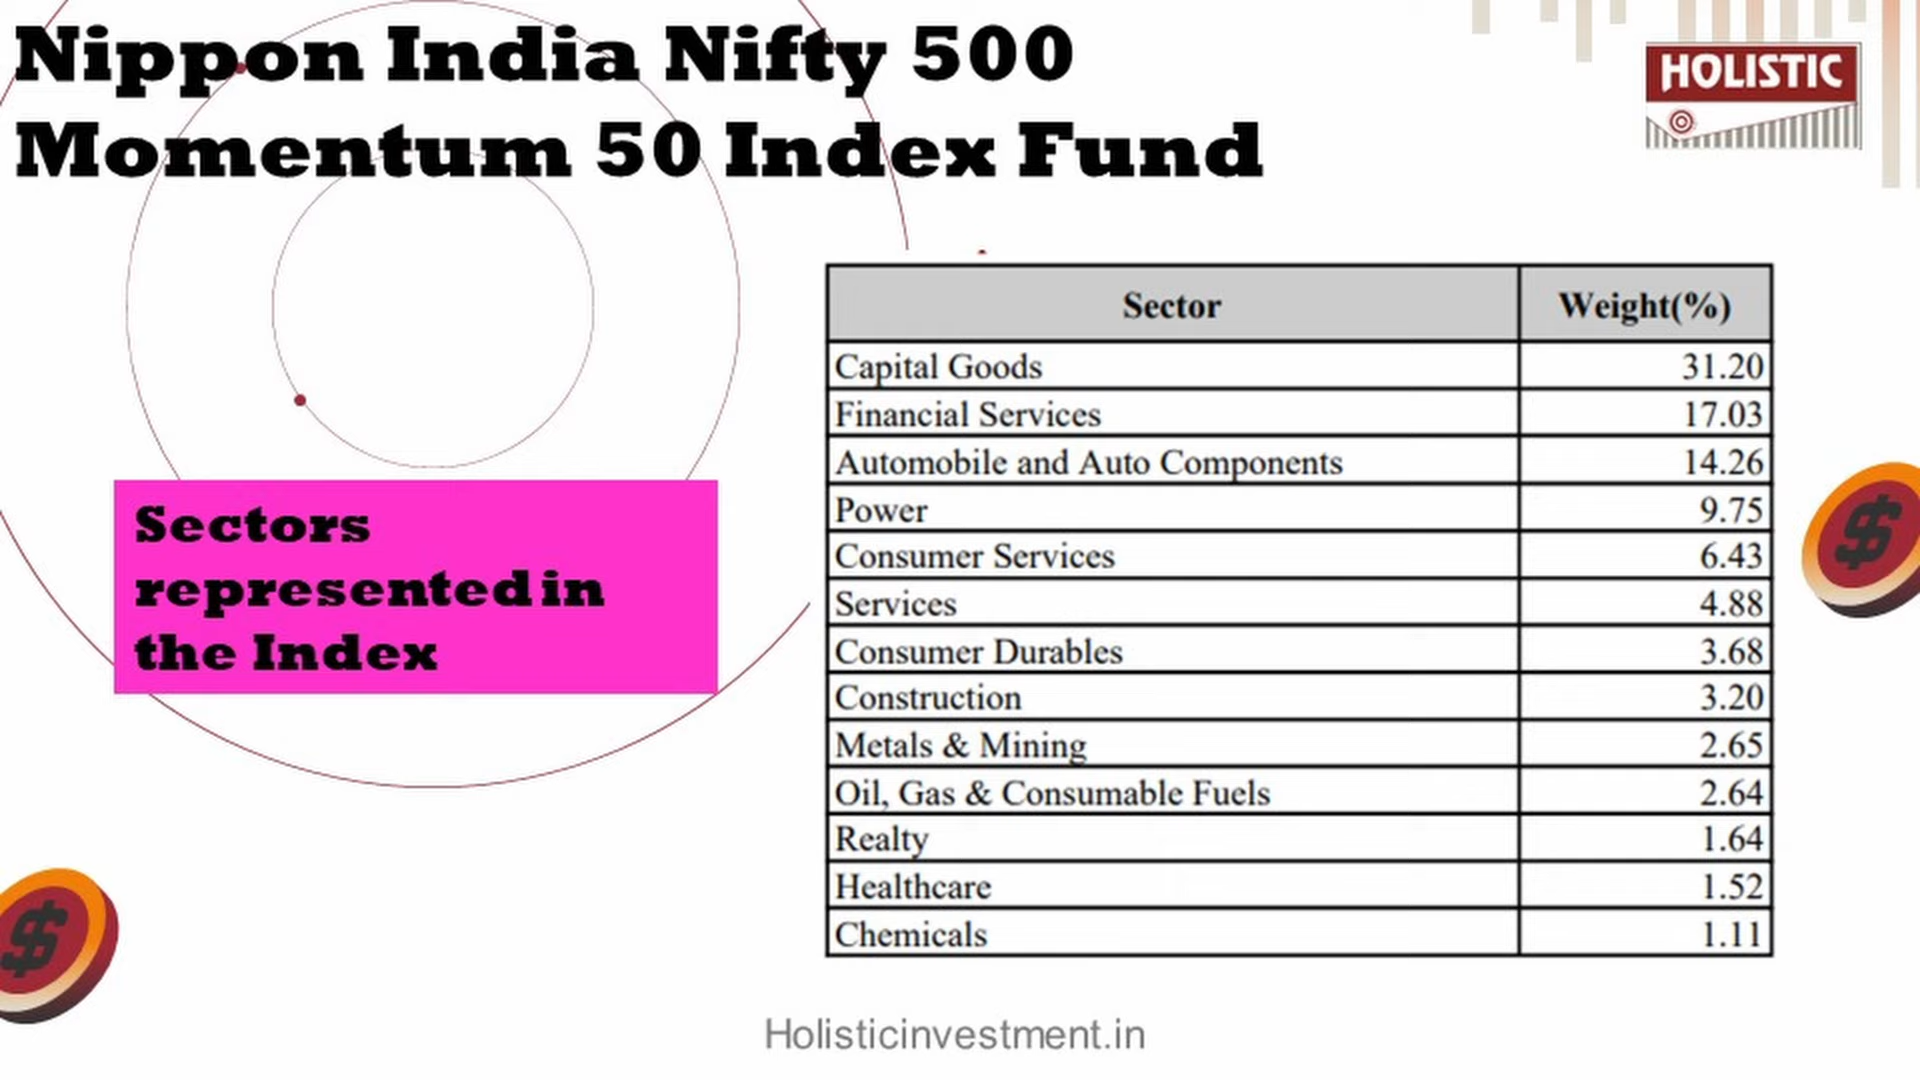 Nippon India Nifty 500
Momentum 50 Index Fund
HOLISTIC
Sectors
represented in
the Index
Sector Weight(%)
Capital Goods 31.20
Financial Services 17.03
Automobile and Auto Components 14.26
Power 9.75
Consumer Services 6.43
Services 4.88
Consumer Durables 3.68
Construction 3.20
Metals & Mining 2.65
Oil, Gas & Consumable Fuels 2.64
Realty 1.64
Healthcare 1.52
Chemicals 1.11
$
$
Holisticinvestment.in